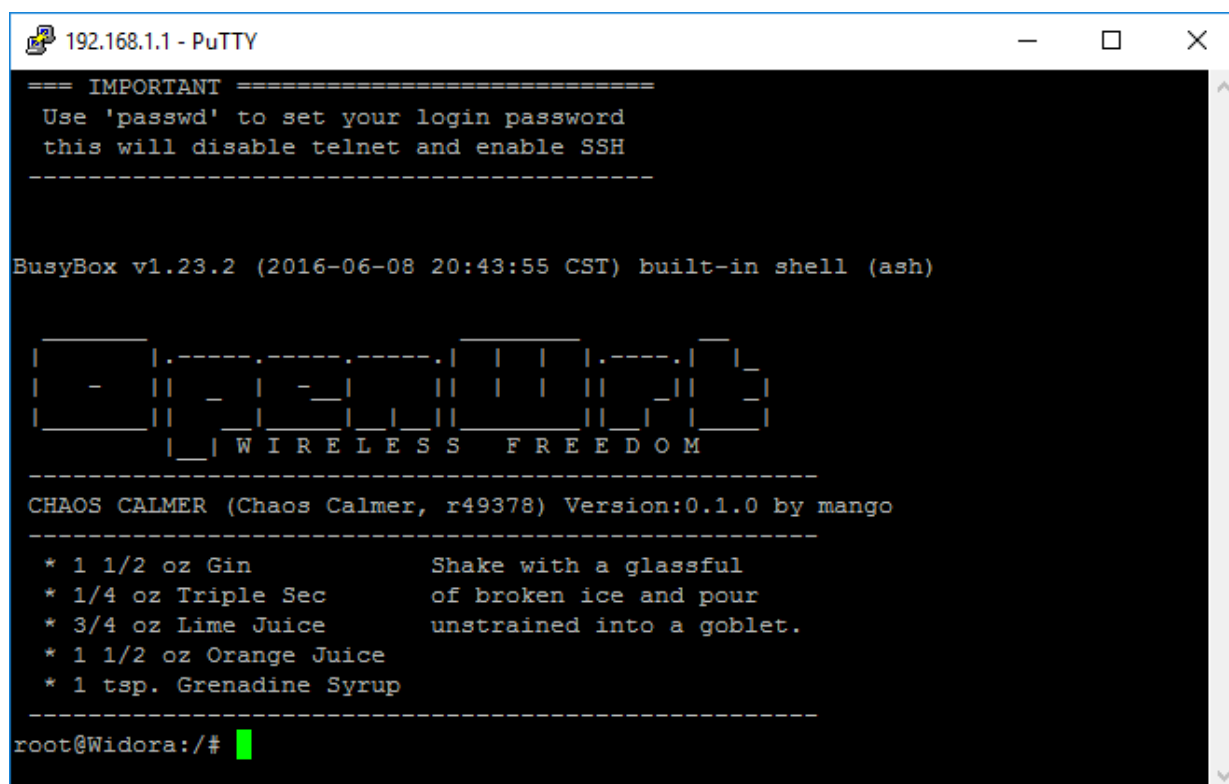 192.168.1.1 - PuTTY
=== IMPORTANT ============================
Use 'passwd' to set your login password
this will disable telnet and enable SSH
------------------------------------------
BusyBox v1.23.2 (2016-06-08 20:43:55 CST) built-in shell (ash)
OpenWrt
|__| W I R E L E S S   F R E E D O M
-----------------------------------------------------
CHAOS CALMER (Chaos Calmer, r49378) Version:0.1.0 by mango
-----------------------------------------------------
* 1 1/2 oz Gin            Shake with a glassful
* 1/4 oz Triple Sec       of broken ice and pour
* 3/4 oz Lime Juice       unstrained into a goblet.
* 1 1/2 oz Orange Juice
* 1 tsp. Grenadine Syrup
-----------------------------------------------------
root@Widora:/#